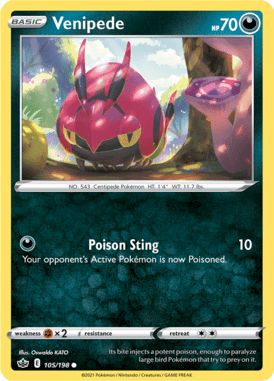 BASIC
Venipede
HP 70
NO. 543 Centipede Pokémon HT: 1'4" WT: 11.7 lbs.
Poison Sting 10
Your opponent's Active Pokémon is now Poisoned.
weakness ×2 resistance retreat
Illus. Oswaldo KATO
E 105/198
Its bite injects a potent poison, enough to paralyze
large bird Pokémon that try to prey on it.
©2021 Pokémon / Nintendo / Creatures / GAME FREAK